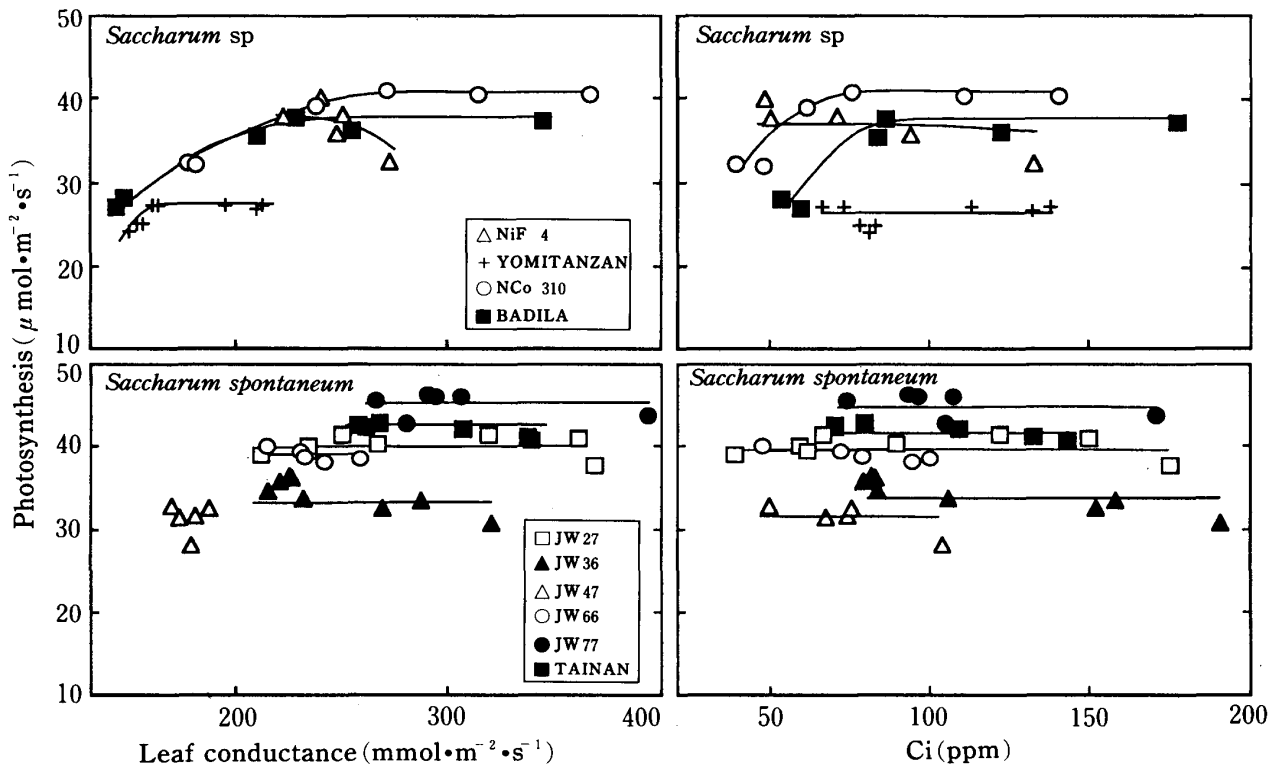 Saccharum sp
Saccharum sp
50
40
30
20
10
△ NiF 4
+ YOMITANZAN
○ NCo 310
■ BADILA
Photosynthesis (μ mol•m⁻²•s⁻¹)
Saccharum spontaneum
Saccharum spontaneum
50
40
30
20
10
□ JW 27
▲ JW 36
△ JW 47
○ JW 66
● JW 77
■ TAINAN
200 300 400
50 100 150 200
Leaf conductance (mmol•m⁻²•s⁻¹)
Ci (ppm)